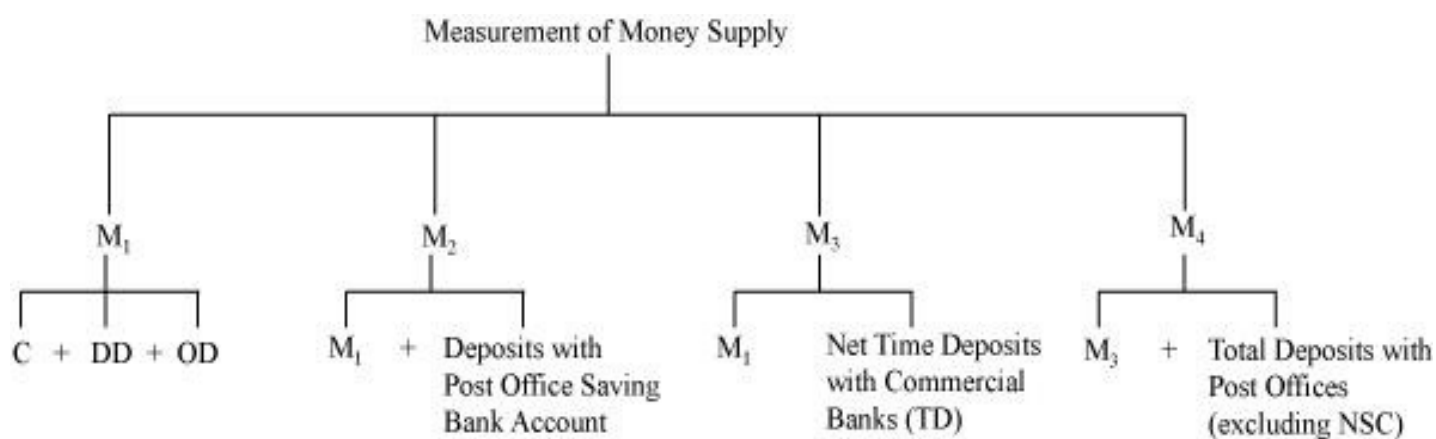 Measurement of Money Supply
M₁
M₂
M₃
M₄
C + DD + OD
M₁ + Deposits with
Post Office Saving
Bank Account
M₁ Net Time Deposits
with Commercial
Banks (TD)
M₃ + Total Deposits with
Post Offices
(excluding NSC)